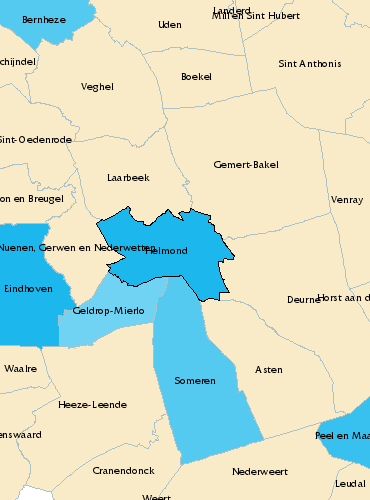 Landerd
Mill en Sint Hubert
Bernheze
Uden
chijndel
Boekel
Sint Anthonis
Veghel
Sint-Oedenrode
Gemert-Bakel
Laarbeek
on en Breugel
Venray
Nuenen, Gerwen en Nederwetten
Helmond
Eindhoven
Deurne
Horst aan d
Geldrop-Mierlo
Waalre
Asten
Someren
Heeze-Leende
enswaard
Peel en Maa
Cranendonck
Nederweert
Leudal
Weert